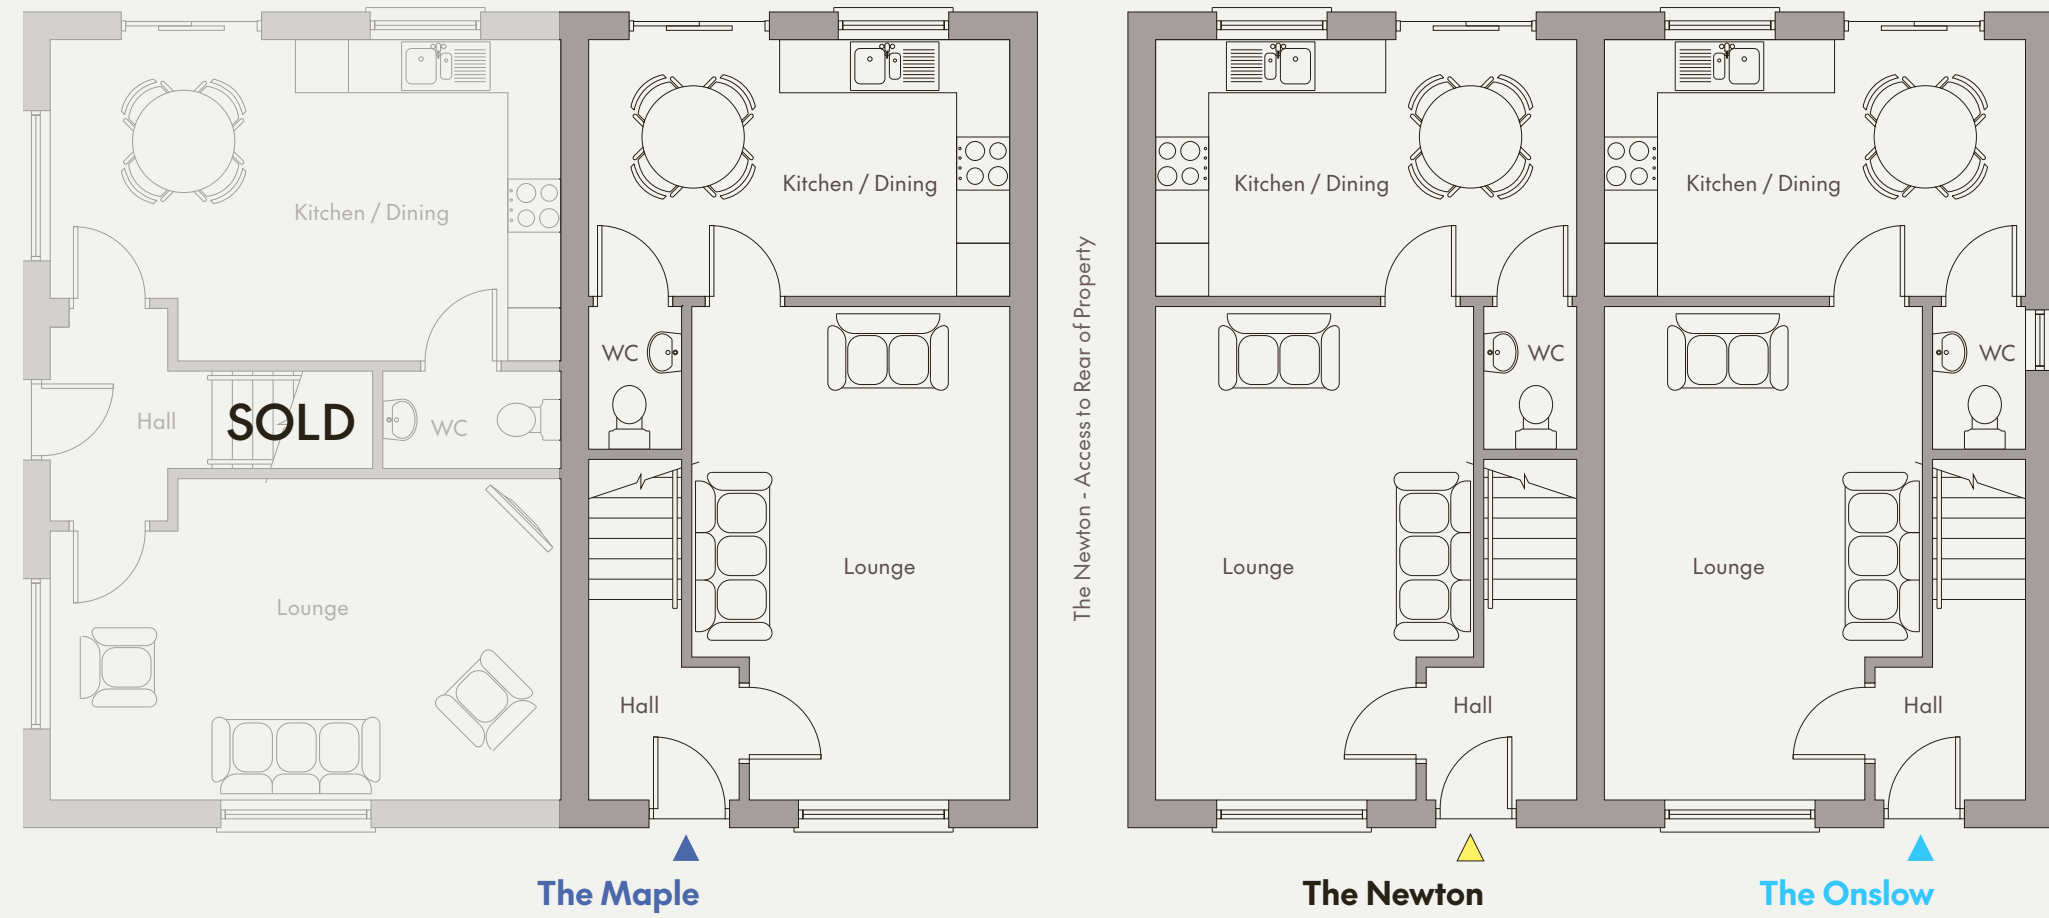 Kitchen / Dining
Hall
SOLD
WC
Lounge
Kitchen / Dining
WC
Lounge
Hall
The Maple
The Newton - Access to Rear of Property
Kitchen / Dining
WC
Lounge
Hall
The Newton
Kitchen / Dining
WC
Lounge
Hall
The Onslow